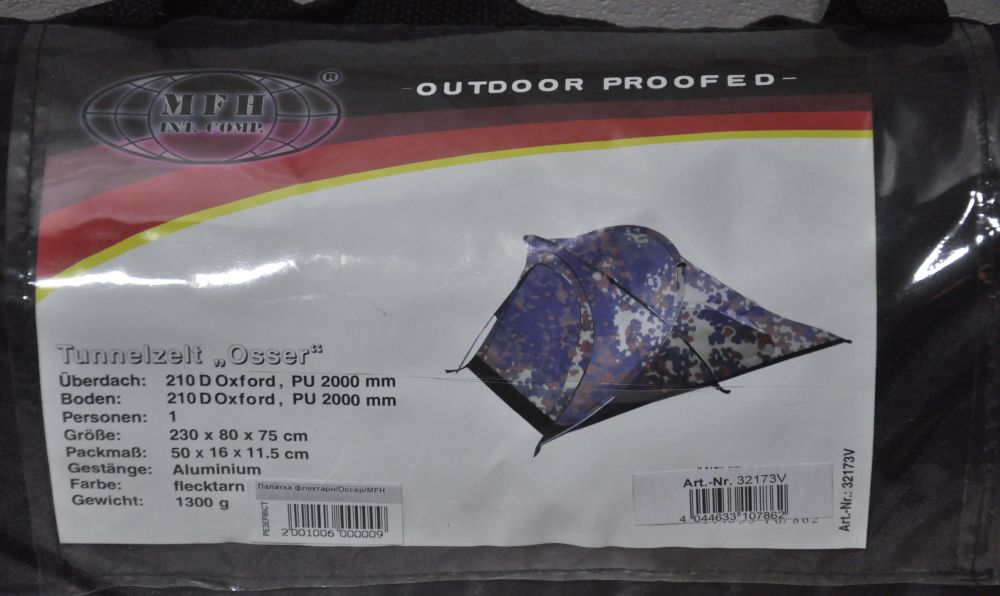 MFH
INT. COMP.
®
OUTDOOR PROOFED
Tunnelzelt „Osser“
Überdach: 210 D Oxford, PU 2000 mm
Boden: 210 D Oxford, PU 2000 mm
Personen: 1
Größe: 230 x 80 x 75 cm
Packmaß: 50 x 16 x 11.5 cm
Gestänge: Aluminium
Farbe: flecktarn
Gewicht: 1300 g
Палатка флектарн/Оссер/MFH
РЕЗЕРВІСТ
2001006 000009
Art.-Nr. 32173V
4 044633 107862
Art.-Nr.: 32173V